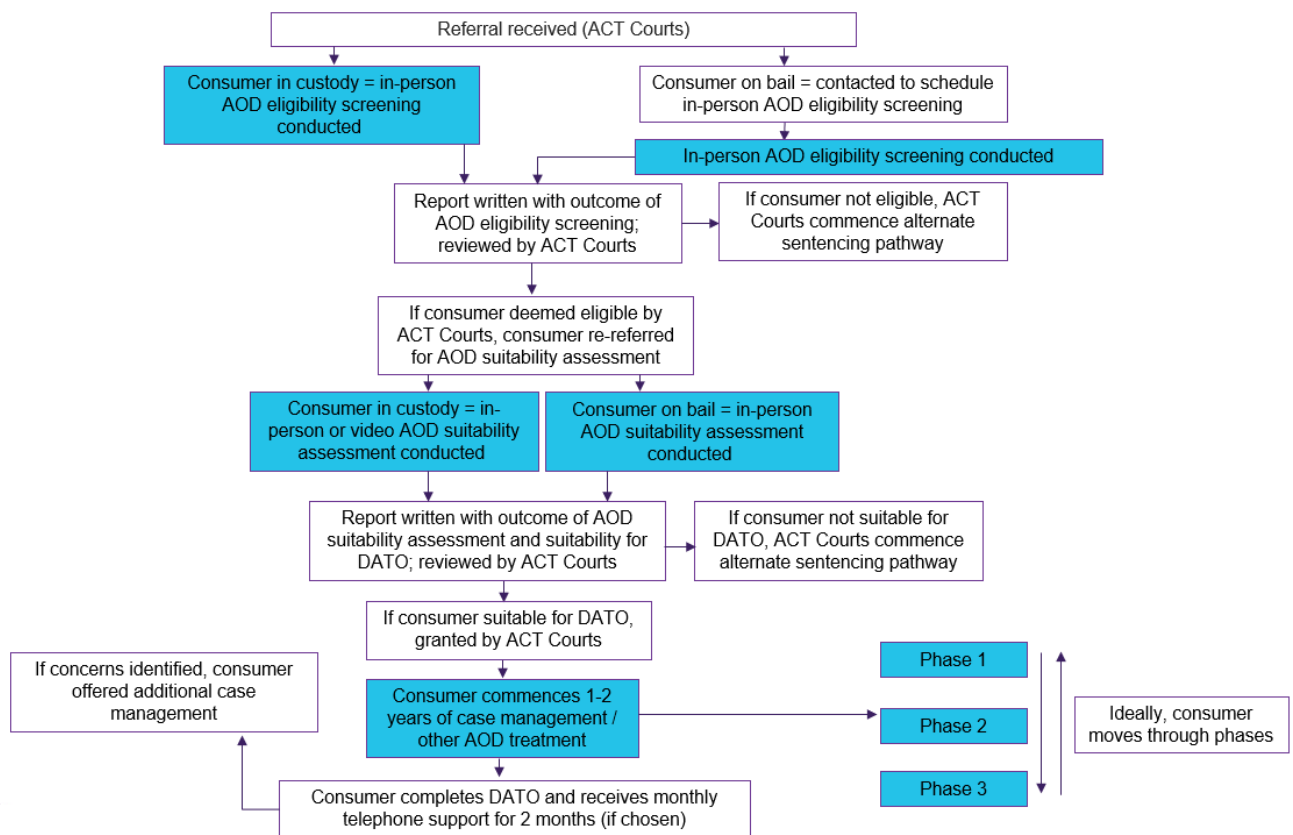 Referral received (ACT Courts)
Consumer in custody = in-person
AOD eligibility screening
conducted
Consumer on bail = contacted to schedule
in-person AOD eligibility screening
In-person AOD eligibility screening conducted
Report written with outcome of
AOD eligibility screening;
reviewed by ACT Courts
If consumer not eligible, ACT
Courts commence alternate
sentencing pathway
If consumer deemed eligible by
ACT Courts, consumer re-referred
for AOD suitability assessment
Consumer in custody = in-
person or video AOD suitability
assessment conducted
Consumer on bail = in-person
AOD suitability assessment
conducted
Report written with outcome of AOD
suitability assessment and suitability for
DATO; reviewed by ACT Courts
If consumer not suitable for
DATO, ACT Courts commence
alternate sentencing pathway
If consumer suitable for DATO,
granted by ACT Courts
If concerns identified, consumer
offered additional case
management
Consumer commences 1-2
years of case management /
other AOD treatment
Phase 1
Phase 2
Phase 3
Ideally, consumer
moves through phases
Consumer completes DATO and receives monthly
telephone support for 2 months (if chosen)